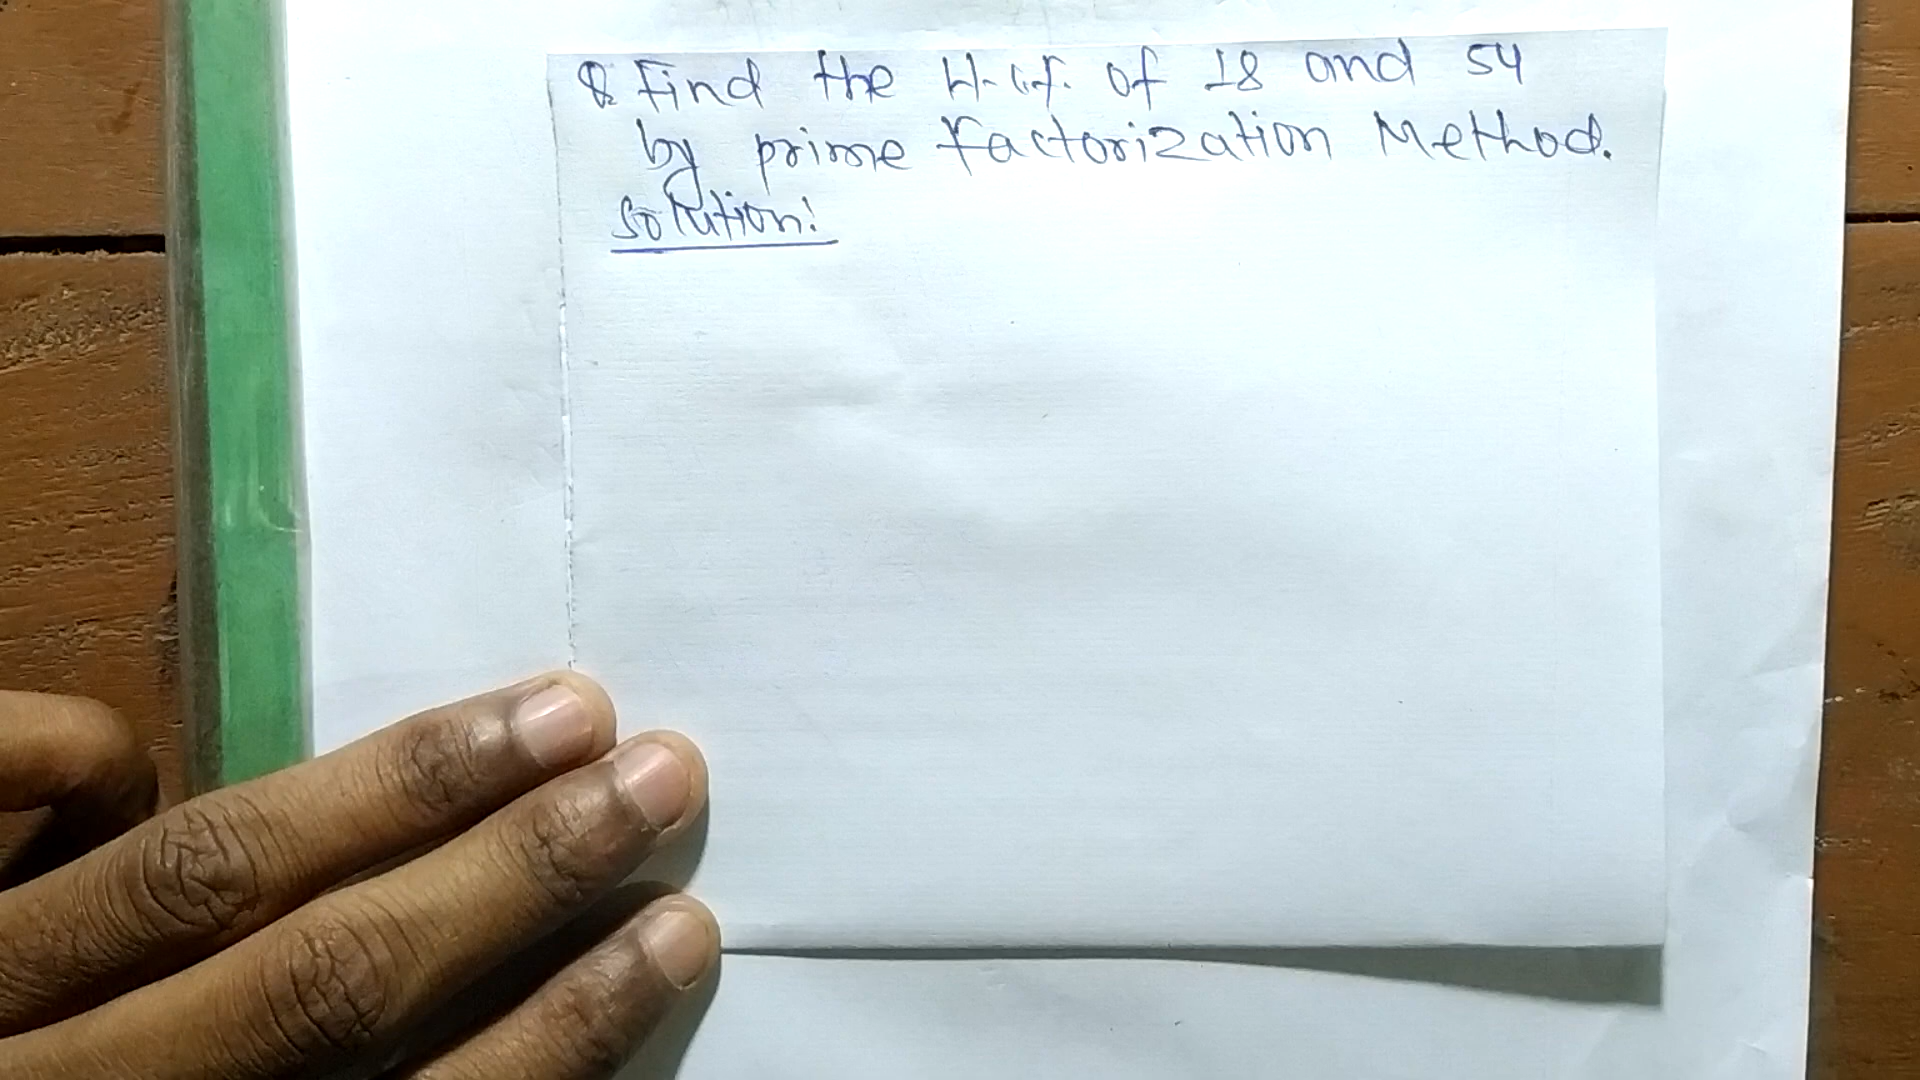 Q. Find the H.C.F. of 18 and 54
by prime factorization Method.
Solution: